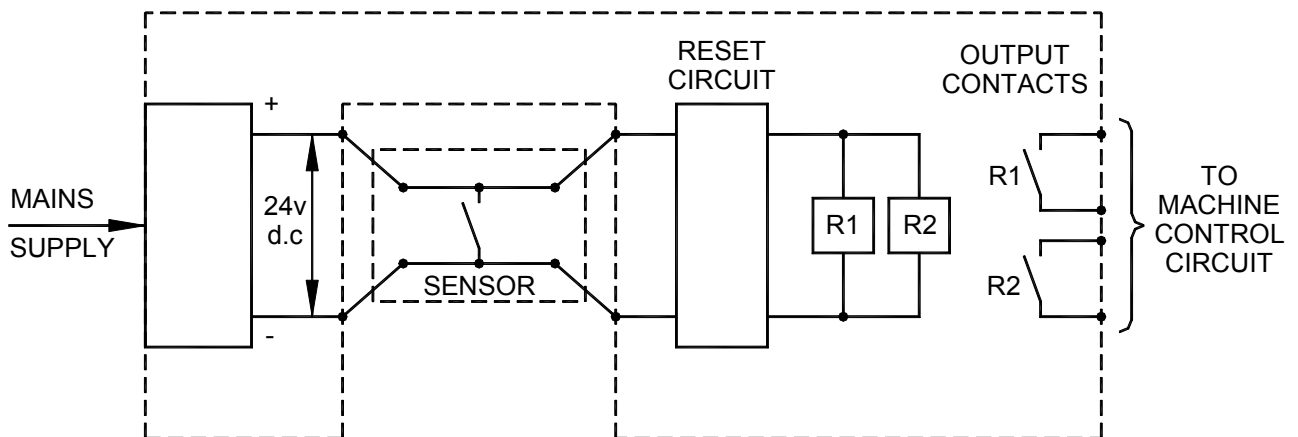 RESET
CIRCUIT
OUTPUT
CONTACTS
+
MAINS
SUPPLY
24v
d.c
-
SENSOR
R1
R2
R1
R2
TO
MACHINE
CONTROL
CIRCUIT